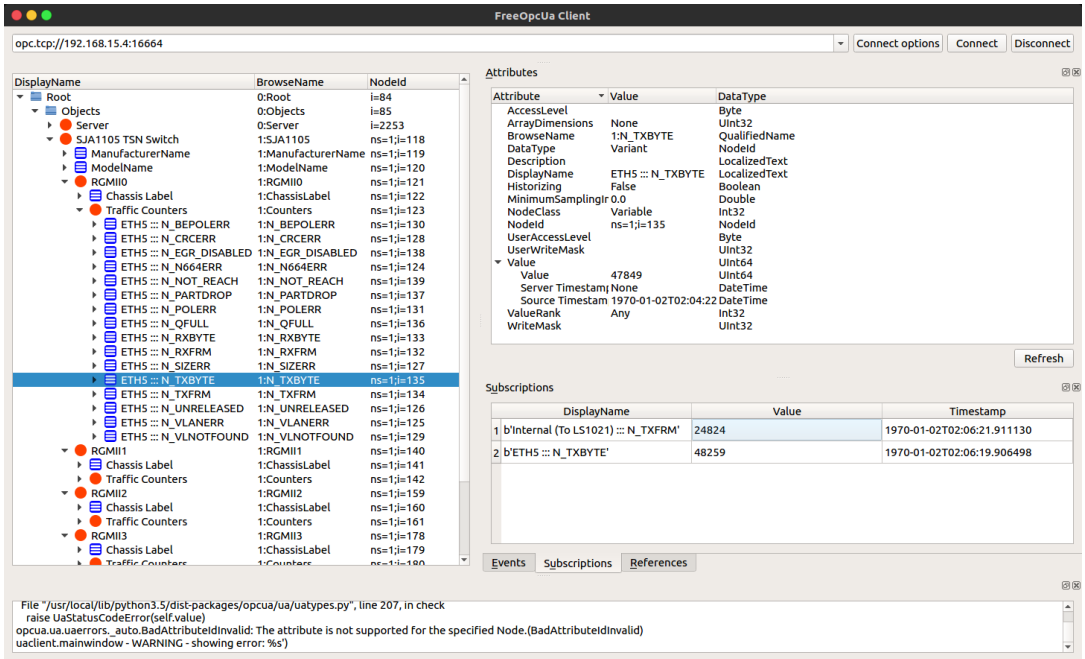 FreeOpcUa Client
opc.tcp://192.168.15.4:16664
Connect options Connect Disconnect
DisplayName BrowseName NodeId
Root 0:Root i=84
Objects 0:Objects i=85
Server 0:Server i=2253
SJA1105 TSN Switch 1:SJA1105 ns=1;i=118
ManufacturerName 1:ManufacturerName ns=1;i=119
ModelName 1:ModelName ns=1;i=120
RGMII0 1:RGMII0 ns=1;i=121
Chassis Label 1:ChassisLabel ns=1;i=122
Traffic Counters 1:Counters ns=1;i=123
ETH5 ::: N_BEPOLERR 1:N_BEPOLERR ns=1;i=130
ETH5 ::: N_CRCERR 1:N_CRCERR ns=1;i=128
ETH5 ::: N_EGR_DISABLED 1:N_EGR_DISABLED ns=1;i=138
ETH5 ::: N_N664ERR 1:N_N664ERR ns=1;i=124
ETH5 ::: N_NOT_REACH 1:N_NOT_REACH ns=1;i=139
ETH5 ::: N_PARTDROP 1:N_PARTDROP ns=1;i=137
ETH5 ::: N_POLERR 1:N_POLERR ns=1;i=131
ETH5 ::: N_QFULL 1:N_QFULL ns=1;i=136
ETH5 ::: N_RXBYTE 1:N_RXBYTE ns=1;i=133
ETH5 ::: N_RXFRM 1:N_RXFRM ns=1;i=132
ETH5 ::: N_SIZERR 1:N_SIZERR ns=1;i=127
ETH5 ::: N_TXBYTE 1:N_TXBYTE ns=1;i=135
ETH5 ::: N_TXFRM 1:N_TXFRM ns=1;i=134
ETH5 ::: N_UNRELEASED 1:N_UNRELEASED ns=1;i=126
ETH5 ::: N_VLANERR 1:N_VLANERR ns=1;i=125
ETH5 ::: N_VLNOTFOUND 1:N_VLNOTFOUND ns=1;i=129
RGMII1 1:RGMII1 ns=1;i=140
Chassis Label 1:ChassisLabel ns=1;i=141
Traffic Counters 1:Counters ns=1;i=142
RGMII2 1:RGMII2 ns=1;i=159
Chassis Label 1:ChassisLabel ns=1;i=160
Traffic Counters 1:Counters ns=1;i=161
RGMII3 1:RGMII3 ns=1;i=178
Chassis Label 1:ChassisLabel ns=1;i=179
Traffic Counters 1:Counters ns=1;i=180
Attributes
Attribute Value DataType
AccessLevel Byte
ArrayDimensions None UInt32
BrowseName 1:N_TXBYTE QualifiedName
DataType Variant NodeId
Description LocalizedText
DisplayName ETH5 ::: N_TXBYTE LocalizedText
Historizing False Boolean
MinimumSamplingIn 0.0 Double
NodeClass Variable Int32
NodeId ns=1;i=135 NodeId
UserAccessLevel Byte
UserWriteMask UInt32
Value UInt64
Value 47849 UInt64
Server Timestam None DateTime
Source Timestam 1970-01-02T02:04:22 DateTime
ValueRank Any Int32
WriteMask UInt32
Refresh
Subscriptions
DisplayName Value Timestamp
1 b'Internal (To LS1021) ::: N_TXFRM' 24824 1970-01-02T02:06:21.911130
2 b'ETH5 ::: N_TXBYTE' 48259 1970-01-02T02:06:19.906498
Events Subscriptions References
File "/usr/local/lib/python3.5/dist-packages/opcua/ua/uatypes.py", line 207, in check
raise UaStatusCodeError(self.value)
opcua.ua.uaerrors._auto.BadAttributeIdInvalid: The attribute is not supported for the specified Node.(BadAttributeIdInvalid)
uaclient.mainwindow - WARNING - showing error: %s')